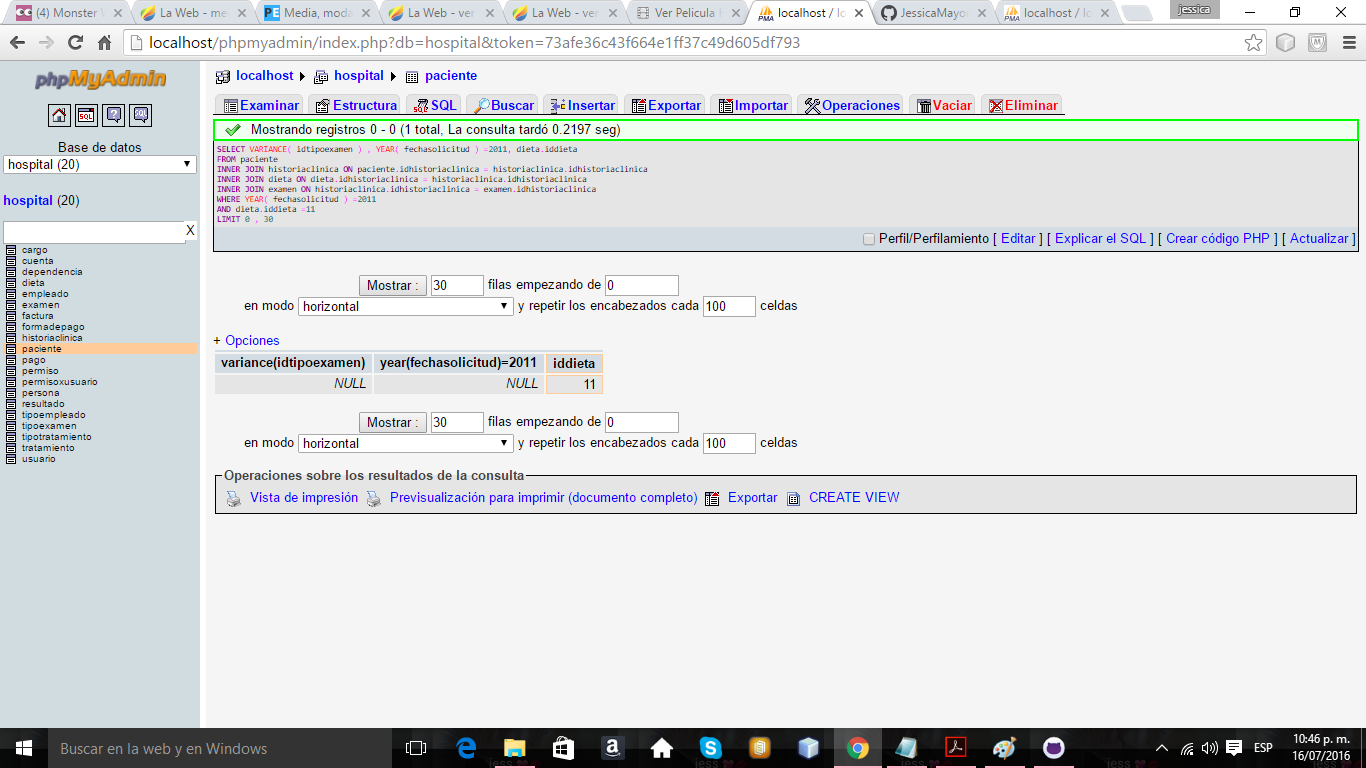 (4) Monster
La Web - me
Media, moda
La Web - ver
La Web - ver
Ver Pelicula
localhost / lo
JessicaMayo
localhost / lo
jessica
localhost/phpmyadmin/index.php?db=hospital&token=73afe36c43f664e1ff37c49d605df793
phpMyAdmin
Base de datos
hospital (20)
hospital (20)
X
cargo
cuenta
dependencia
dieta
empleado
examen
factura
formadepago
historiaclinica
paciente
pago
permiso
permisoxusuario
persona
resultado
tipoempleado
tipoexamen
tipotratamiento
tratamiento
usuario
localhost hospital paciente
Examinar Estructura SQL Buscar Insertar Exportar Importar Operaciones Vaciar Eliminar
Mostrando registros 0 - 0 (1 total, La consulta tardó 0.2197 seg)
SELECT VARIANCE( idtipoexamen ) , YEAR( fechasolicitud ) =2011, dieta.iddieta
FROM paciente
INNER JOIN historiaclinica ON paciente.idhistoriaclinica = historiaclinica.idhistoriaclinica
INNER JOIN dieta ON dieta.idhistoriaclinica = historiaclinica.idhistoriaclinica
INNER JOIN examen ON historiaclinica.idhistoriaclinica = examen.idhistoriaclinica
WHERE YEAR( fechasolicitud ) =2011
AND dieta.iddieta =11
LIMIT 0 , 30
Perfil/Perfilamiento [ Editar ] [ Explicar el SQL ] [ Crear código PHP ] [ Actualizar ]
Mostrar : 30 filas empezando de 0
en modo horizontal y repetir los encabezados cada 100 celdas
+ Opciones
variance(idtipoexamen) year(fechasolicitud)=2011 iddieta
NULL NULL 11
Mostrar : 30 filas empezando de 0
en modo horizontal y repetir los encabezados cada 100 celdas
Operaciones sobre los resultados de la consulta
Vista de impresión Previsualización para imprimir (documento completo) Exportar CREATE VIEW
Buscar en la web y en Windows
ESP
10:46 p. m.
16/07/2016